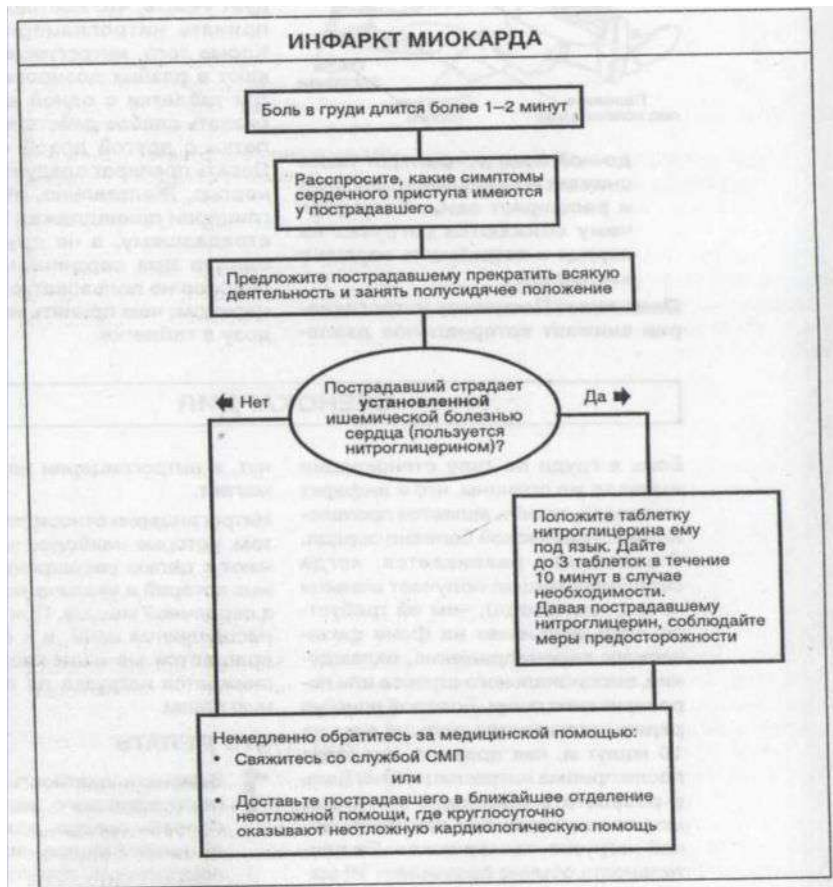 ИНФАРКТ МИОКАРДА
Боль в груди длится более 1–2 минут
Расспросите, какие симптомы
сердечного приступа имеются
у пострадавшего
Предложите пострадавшему прекратить всякую
деятельность и занять полусидячее положение
Пострадавший страдает
установленной
ишемической болезнью
сердца (пользуется
нитроглицерином)?
Нет
Да
Положите таблетку
нитроглицерина ему
под язык. Дайте
до 3 таблеток в течение
10 минут в случае
необходимости.
Давая пострадавшему
нитроглицерин, соблюдайте
меры предосторожности
Немедленно обратитесь за медицинской помощью:
• Свяжитесь со службой СМП
или
• Доставьте пострадавшего в ближайшее отделение
неотложной помощи, где круглосуточно
оказывают неотложную кардиологическую помощь